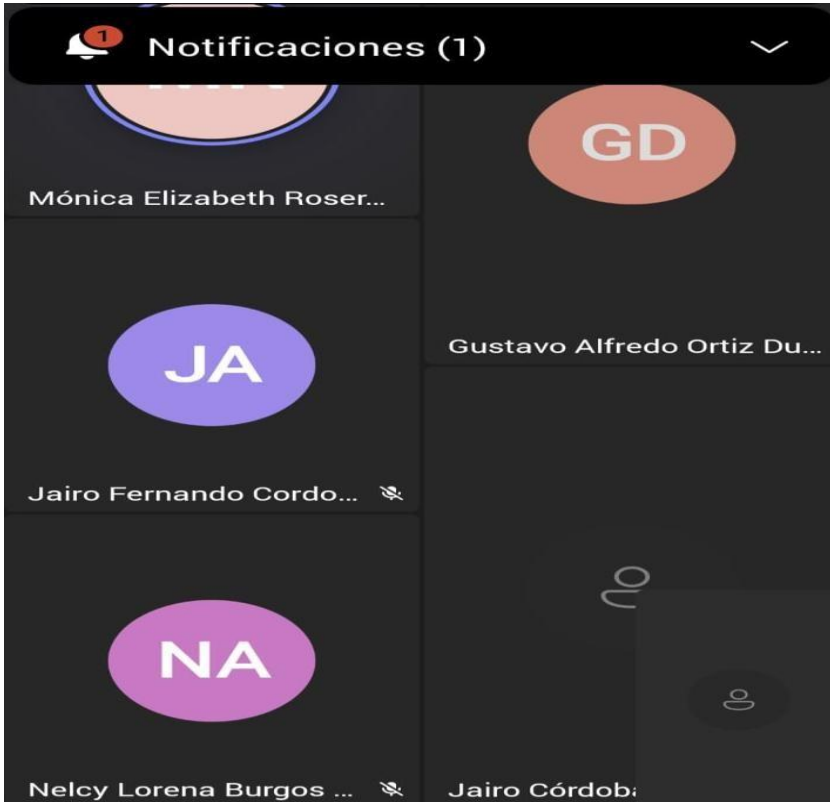 1
Notificaciones (1)
Mónica Elizabeth Roser...
GD
Gustavo Alfredo Ortiz Du...
JA
Jairo Fernando Cordo...
NA
Nelcy Lorena Burgos ...
Jairo Córdob